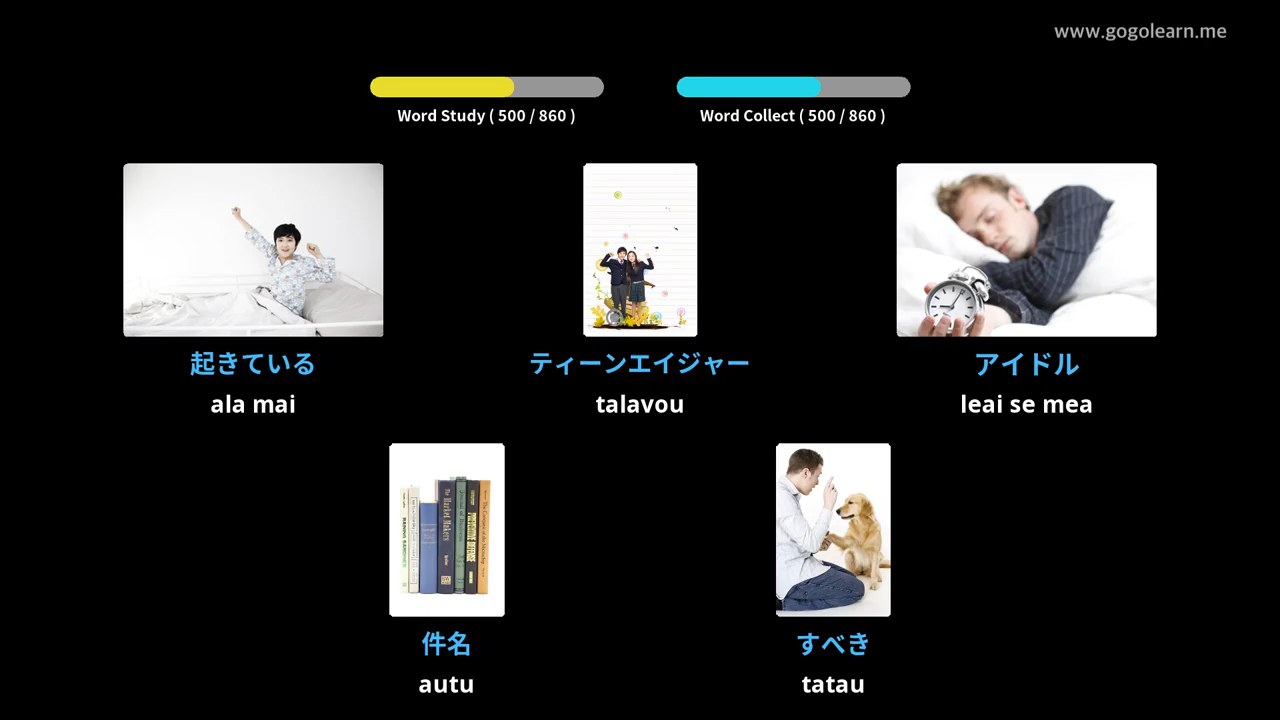 www.gogolearn.me
Word Study ( 500 / 860 )
Word Collect ( 500 / 860 )
起きている
ala mai
ティーンエイジャー
talavou
アイドル
leai se mea
件名
autu
すべき
tatau